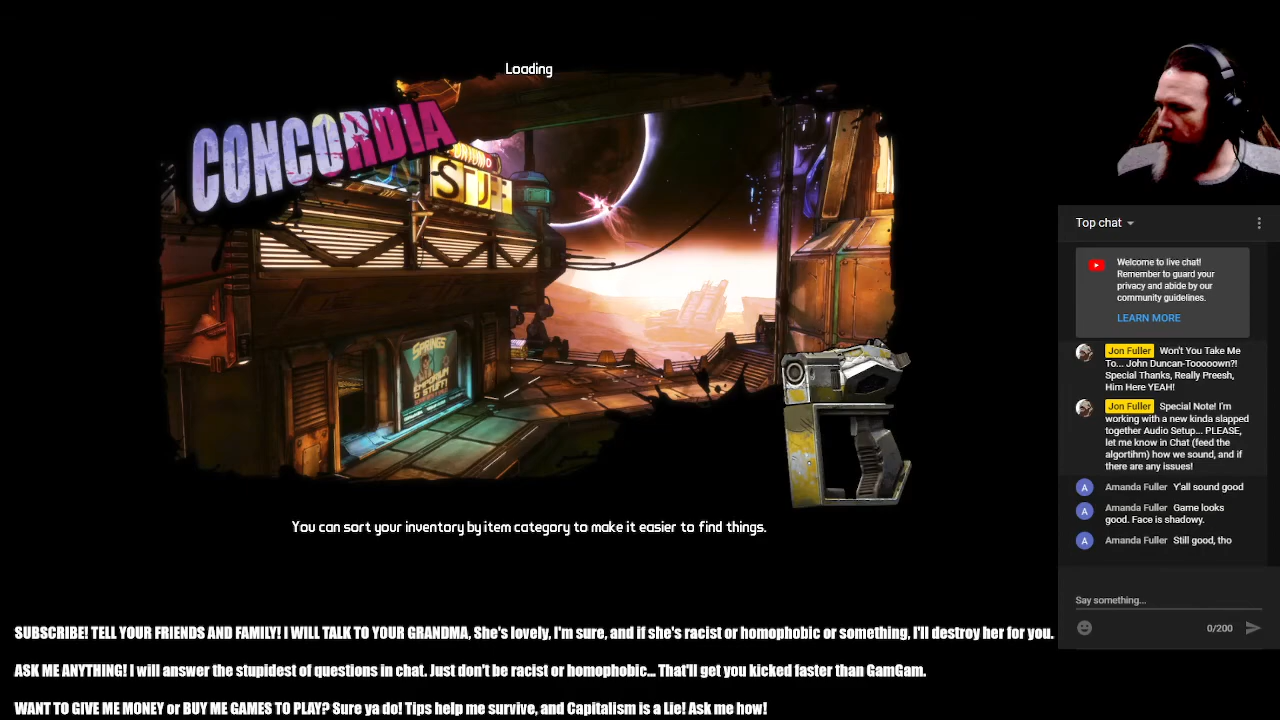 Loading
CONCORDIA
STUFF
SPRINGS
EMPORIUM
O' STUFF!
You can sort your inventory by item category to make it easier to find things.
Top chat
Welcome to live chat!
Remember to guard your
privacy and abide by our
community guidelines.
LEARN MORE
Jon Fuller Won't You Take Me
To... John Duncan-Toooown?!
Special Thanks, Really Preesh,
Him Here YEAH!
Jon Fuller Special Note! I'm
working with a new kinda slapped
together Audio Setup... PLEASE,
let me know in Chat (feed the
algortihm) how we sound, and if
there are any issues!
Amanda Fuller Y'all sound good
Amanda Fuller Game looks
good. Face is shadowy.
Amanda Fuller Still good, tho
Say something...
0/200
SUBSCRIBE! TELL YOUR FRIENDS AND FAMILY! I WILL TALK TO YOUR GRANDMA, She's lovely, I'm sure, and if she's racist or homophobic or something, I'll destroy her for you.
ASK ME ANYTHING! I will answer the stupidest of questions in chat. Just don't be racist or homophobic... That'll get you kicked faster than GamGam.
WANT TO GIVE ME MONEY or BUY ME GAMES TO PLAY? Sure ya do! Tips help me survive, and Capitalism is a Lie! Ask me how!